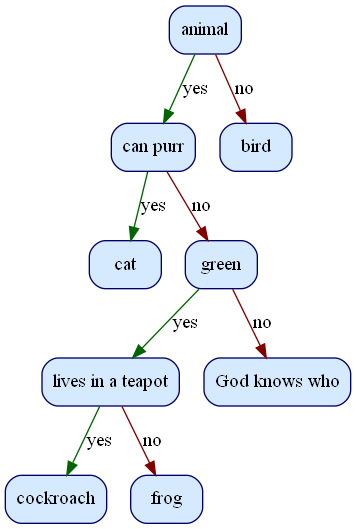 animal
yes
no
can purr
bird
yes
no
cat
green
yes
no
lives in a teapot
God knows who
yes
no
cockroach
frog